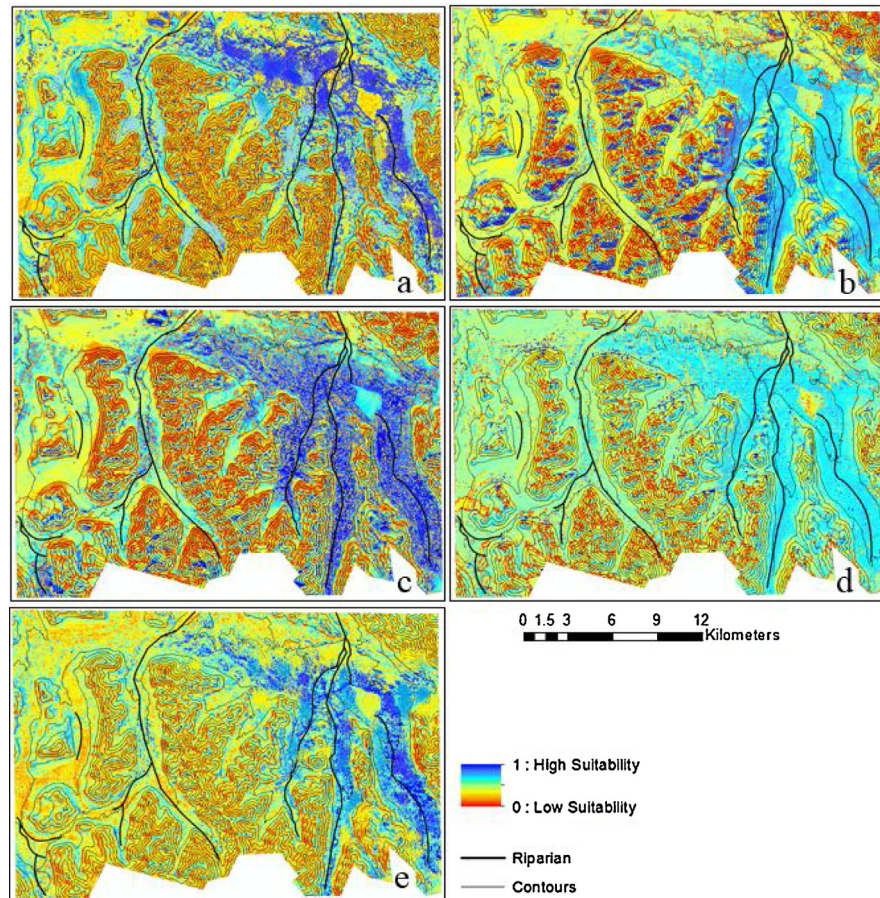 a
b
c
d
e
0 1.5 3 6 9 12
Kilometers
1 : High Suitability
0 : Low Suitability
Riparian
Contours